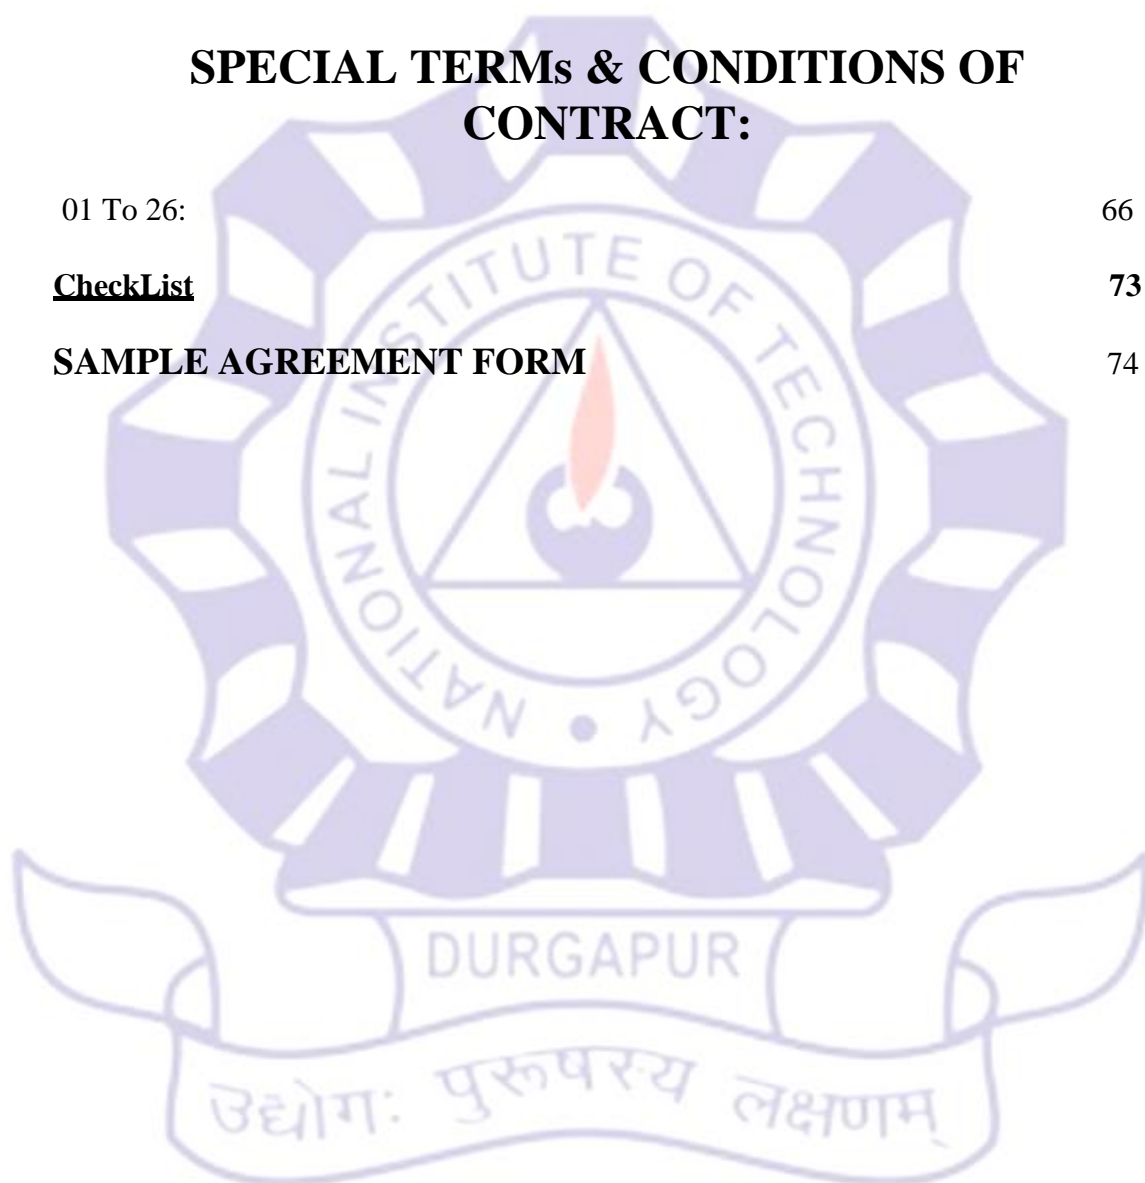 SPECIAL TERMs & CONDITIONS OF
CONTRACT:
01 To 26: 66
CheckList 73
SAMPLE AGREEMENT FORM 74
NATIONAL INSTITUTE OF TECHNOLOGY
DURGAPUR
उद्योगः पुरूषस्य लक्षणम्